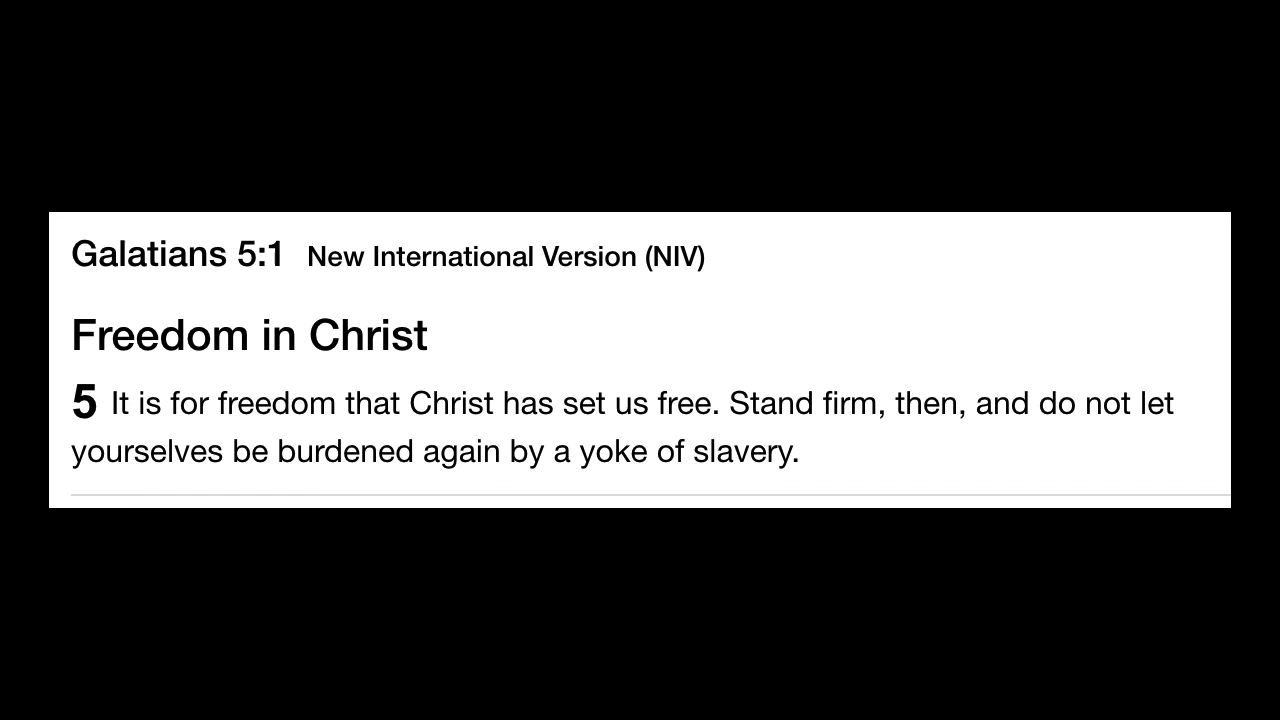 Galatians 5:1 New International Version (NIV)
Freedom in Christ
5 It is for freedom that Christ has set us free. Stand firm, then, and do not let
yourselves be burdened again by a yoke of slavery.